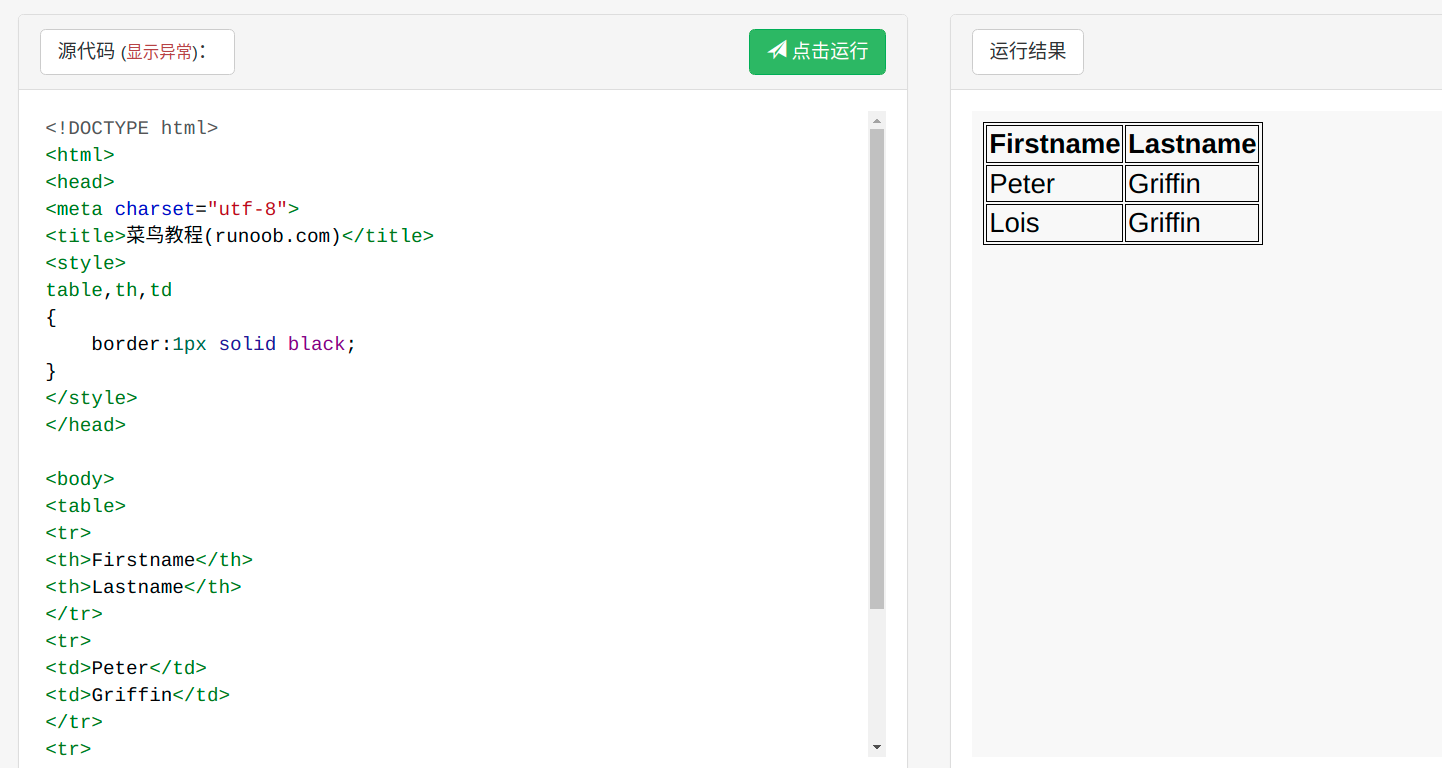 源代码 (显示异常)：
点击运行
<!DOCTYPE html>
<html>
<head>
<meta charset="utf-8">
<title>菜鸟教程(runoob.com)</title>
<style>
table,th,td
{
    border:1px solid black;
}
</style>
</head>
<body>
<table>
<tr>
<th>Firstname</th>
<th>Lastname</th>
</tr>
<tr>
<td>Peter</td>
<td>Griffin</td>
</tr>
<tr>
运行结果
Firstname Lastname
Peter Griffin
Lois Griffin